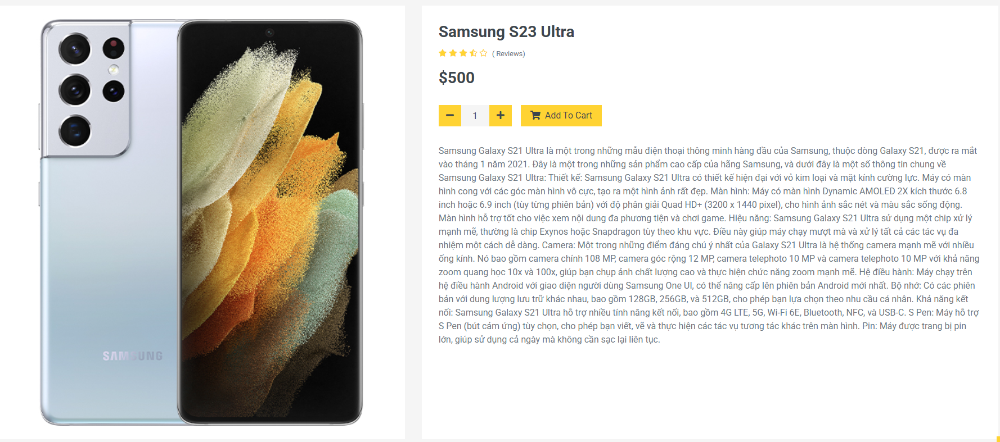 SAMSUNG
Samsung S23 Ultra
( Reviews)
$500
1
Add To Cart
Samsung Galaxy S21 Ultra là một trong những mẫu điện thoại thông minh hàng đầu của Samsung, thuộc dòng Galaxy S21, được ra mắt
vào tháng 1 năm 2021. Đây là một trong những sản phẩm cao cấp của hãng Samsung, và dưới đây là một số thông tin chung về
Samsung Galaxy S21 Ultra: Thiết kế: Samsung Galaxy S21 Ultra có thiết kế hiện đại với vỏ kim loại và mặt kính cường lực. Máy có màn
hình cong với các góc màn hình vô cực, tạo ra một hình ảnh rất đẹp. Màn hình: Máy có màn hình Dynamic AMOLED 2X kích thước 6.8
inch hoặc 6.9 inch (tùy từng phiên bản) với độ phân giải Quad HD+ (3200 x 1440 pixel), cho hình ảnh sắc nét và màu sắc sống động.
Màn hình hỗ trợ tốt cho việc xem nội dung đa phương tiện và chơi game. Hiệu năng: Samsung Galaxy S21 Ultra sử dụng một chip xử lý
mạnh mẽ, thường là chip Exynos hoặc Snapdragon tùy theo khu vực. Điều này giúp máy chạy mượt mà và xử lý tất cả các tác vụ đa
nhiệm một cách dễ dàng. Camera: Một trong những điểm đáng chú ý nhất của Galaxy S21 Ultra là hệ thống camera mạnh mẽ với nhiều
ống kính. Nó bao gồm camera chính 108 MP, camera góc rộng 12 MP, camera telephoto 10 MP và camera telephoto 10 MP với khả năng
zoom quang học 10x và 100x, giúp bạn chụp ảnh chất lượng cao và thực hiện chức năng zoom mạnh mẽ. Hệ điều hành: Máy chạy trên
hệ điều hành Android với giao diện người dùng Samsung One UI, có thể nâng cấp lên phiên bản Android mới nhất. Bộ nhớ: Có các phiên
bản với dung lượng lưu trữ khác nhau, bao gồm 128GB, 256GB, và 512GB, cho phép bạn lựa chọn theo nhu cầu cá nhân. Khả năng kết
nối: Samsung Galaxy S21 Ultra hỗ trợ nhiều tính năng kết nối, bao gồm 4G LTE, 5G, Wi-Fi 6E, Bluetooth, NFC, và USB-C. S Pen: Máy hỗ trợ
S Pen (bút cảm ứng) tùy chọn, cho phép bạn viết, vẽ và thực hiện các tác vụ tương tác khác trên màn hình. Pin: Máy được trang bị pin
lớn, giúp sử dụng cả ngày mà không cần sạc lại liên tục.